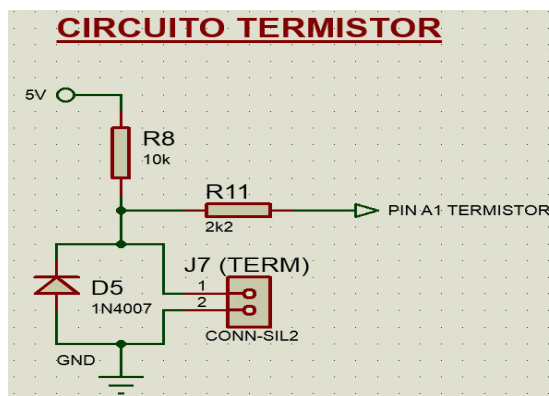 CIRCUITO TERMISTOR
5V
R8
10k
R11
2k2
PIN A1 TERMISTOR
J7 (TERM)
D5
1N4007
1
2
CONN-SIL2
GND